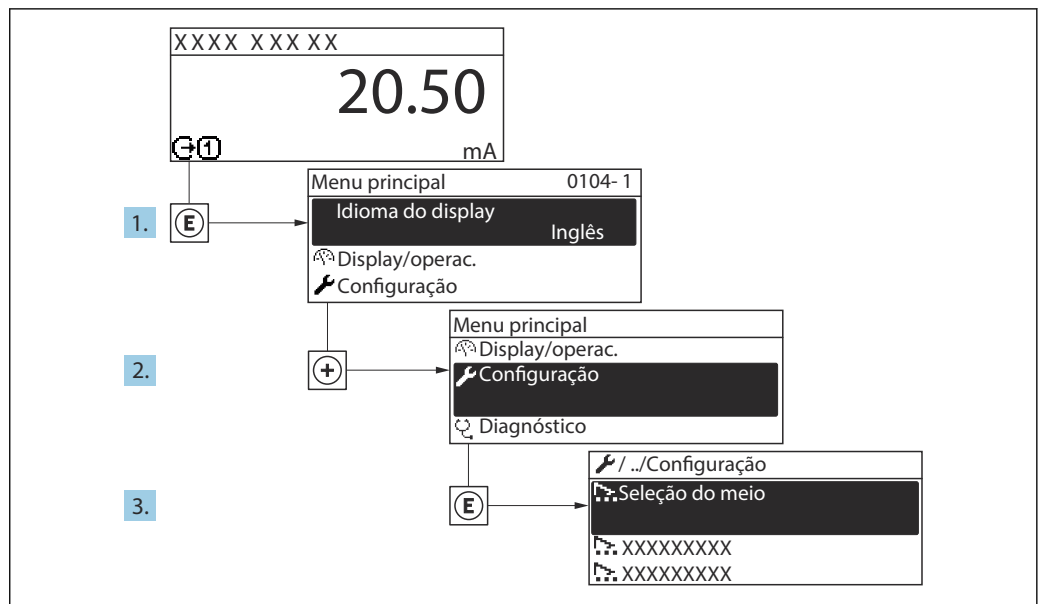 XXXX XXX XX
20.50
1
mA
Menu principal 0104-1
1.
E
Idioma do display
Inglês
Display/operac.
Configuração
Menu principal
2.
+
Display/operac.
Configuração
Diagnóstico
/ ../Configuração
3.
E
Seleção do meio
XXXXXXXXX
XXXXXXXXX